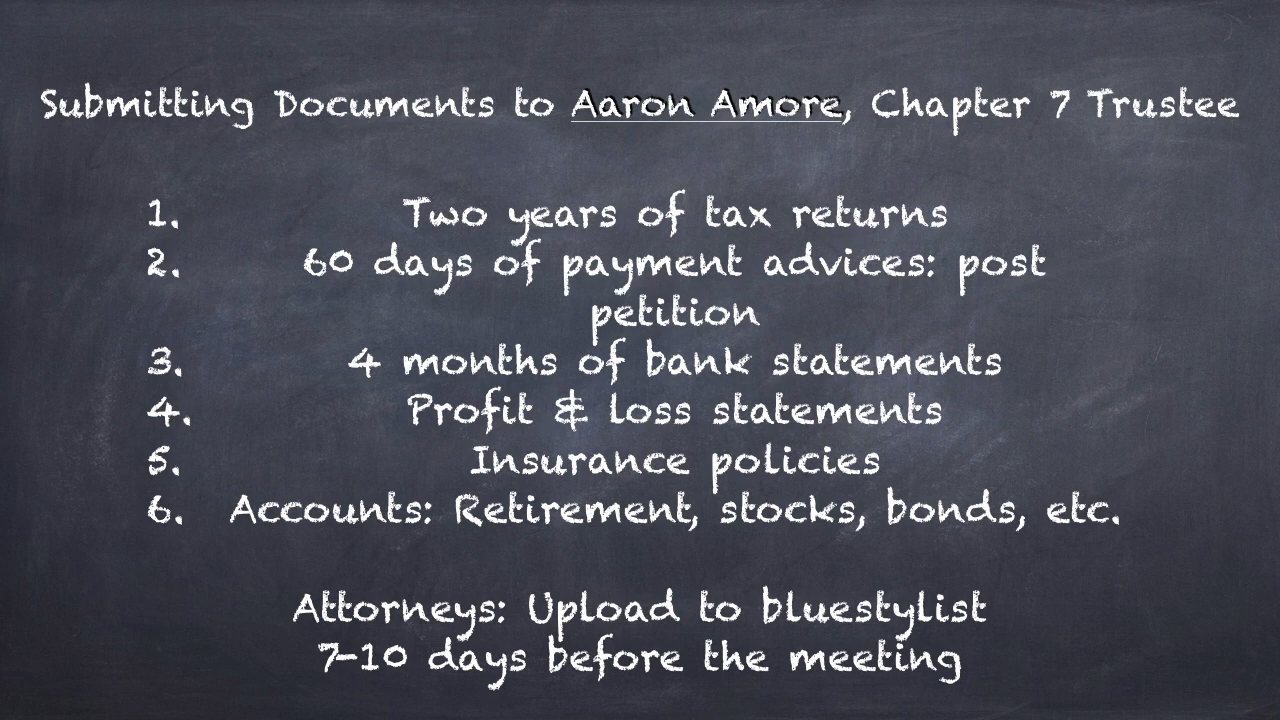 Submitting Documents to Aaron Amore, Chapter 7 Trustee
1. Two years of tax returns
2. 60 days of payment advices: post
petition
3. 4 months of bank statements
4. Profit & loss statements
5. Insurance policies
6. Accounts: Retirement, stocks, bonds, etc.
Attorneys: Upload to bluestylist
7-10 days before the meeting